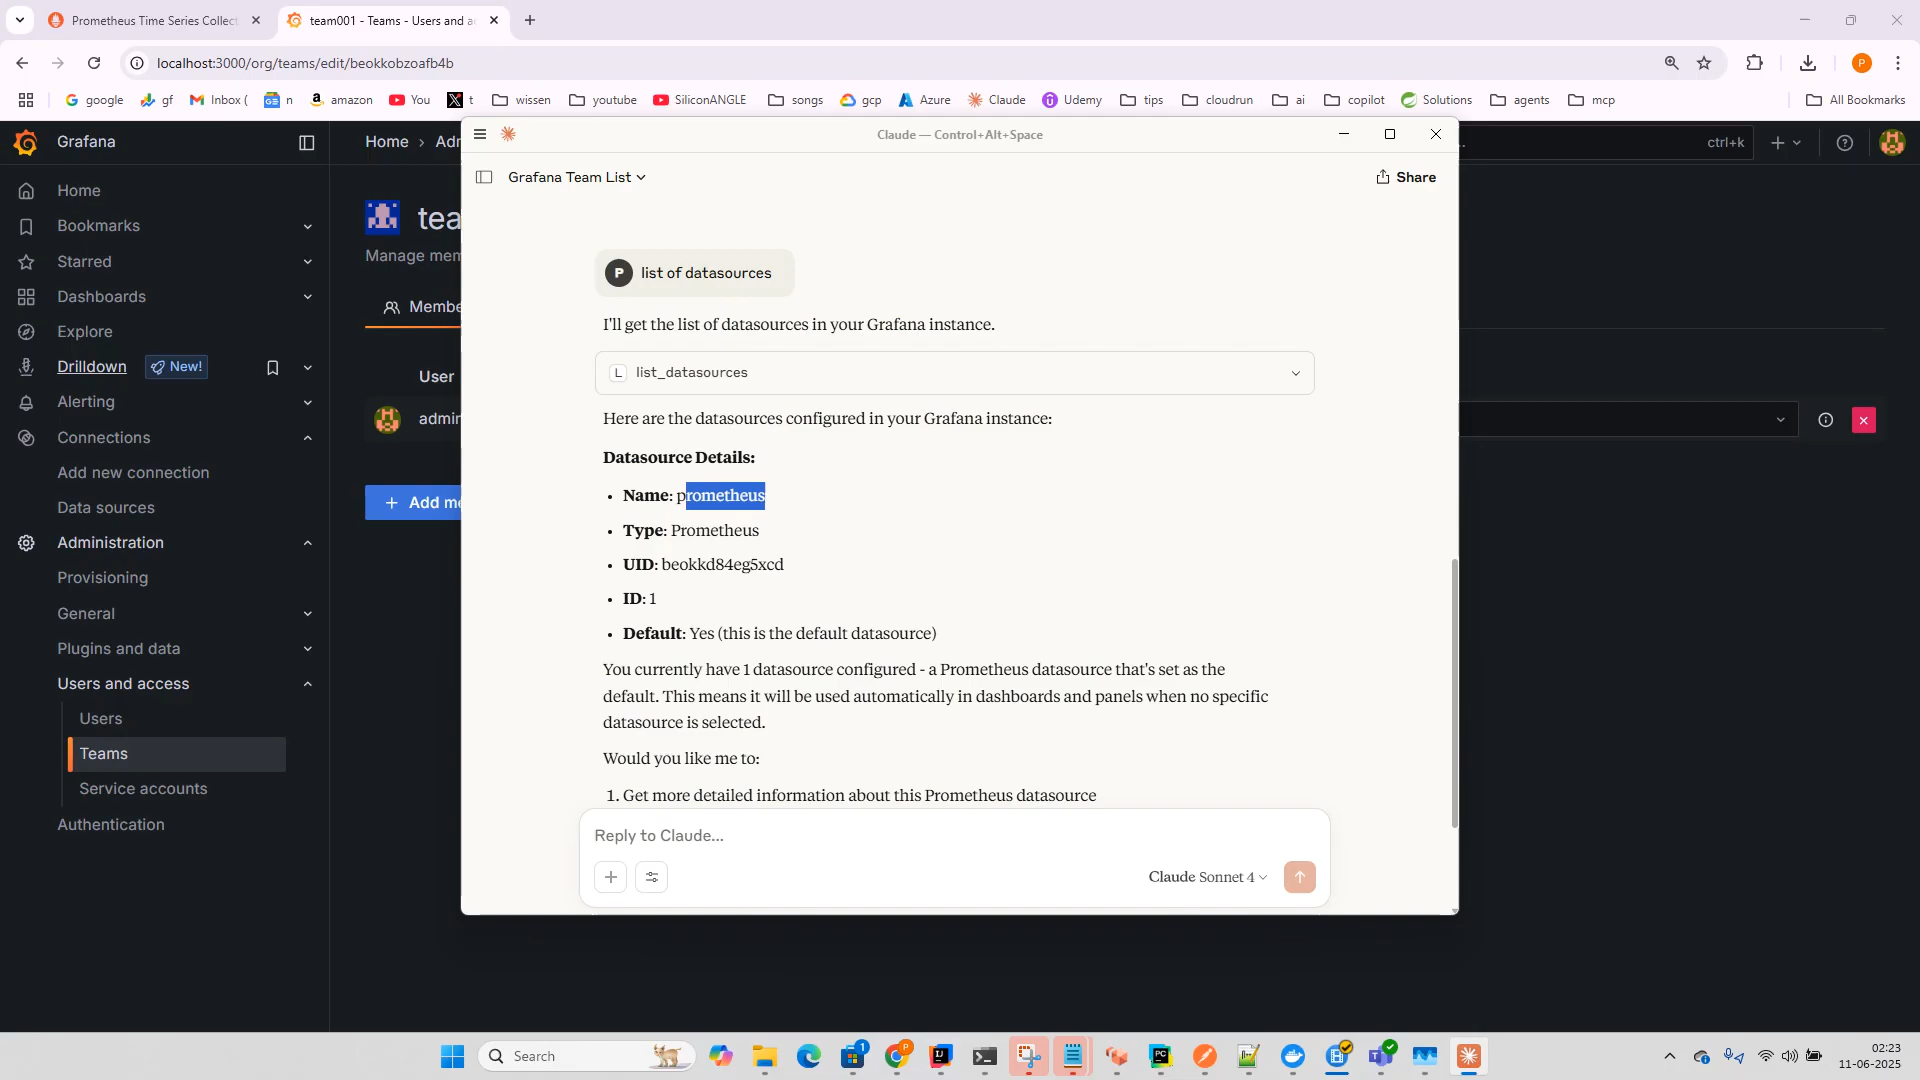 Prometheus Time Series Collect
team001 - Teams - Users and a
localhost:3000/org/teams/edit/beokkobzoafb4b
P
google
gf
Inbox (
n
amazon
You
t
wissen
youtube
SiliconANGLE
songs
gcp
Azure
Claude
Udemy
tips
cloudrun
ai
copilot
Solutions
agents
mcp
All Bookmarks
Grafana
Home › Adr
ctrl+k
Claude — Control+Alt+Space
Home
Bookmarks
Starred
Dashboards
Explore
Drilldown
New!
Alerting
Connections
Add new connection
Data sources
Administration
Provisioning
General
Plugins and data
Users and access
Users
Teams
Service accounts
Authentication
tea
Manage mem
Membe
User
admin
+ Add me
Grafana Team List
Share
P
list of datasources
I'll get the list of datasources in your Grafana instance.
L
list_datasources
Here are the datasources configured in your Grafana instance:
Datasource Details:
• Name: prometheus
• Type: Prometheus
• UID: beokkd84eg5xcd
• ID: 1
• Default: Yes (this is the default datasource)
You currently have 1 datasource configured - a Prometheus datasource that's set as the
default. This means it will be used automatically in dashboards and panels when no specific
datasource is selected.
Would you like me to:
1. Get more detailed information about this Prometheus datasource
Reply to Claude...
Claude Sonnet 4
Search
1
P
PC
02:23
11-06-2025